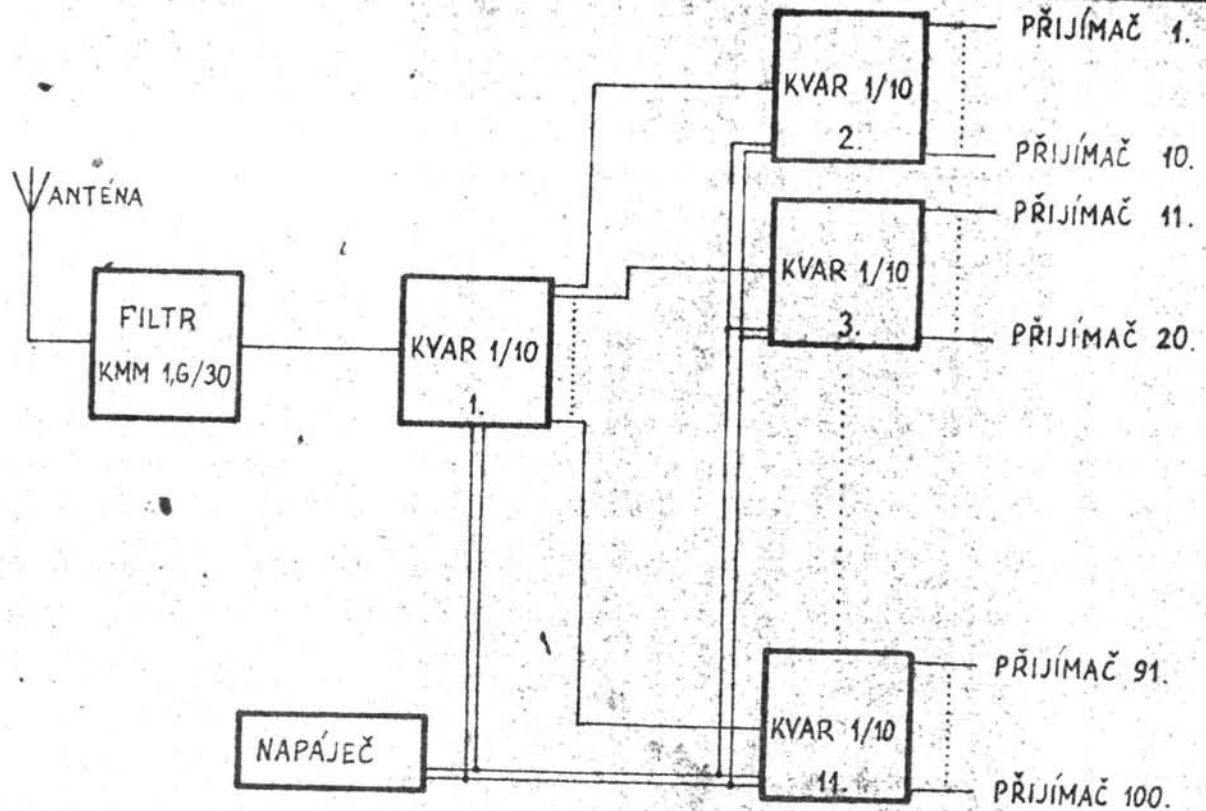 PŘIJÍMAČ 1.
KVAR 1/10
2.
PŘIJÍMAČ 10.
ANTÉNA
PŘIJÍMAČ 11.
KVAR 1/10
3.
PŘIJÍMAČ 20.
FILTR
KMM 1,6/30
KVAR 1/10
1.
PŘIJÍMAČ 91.
KVAR 1/10
11.
PŘIJÍMAČ 100.
NAPÁJEČ